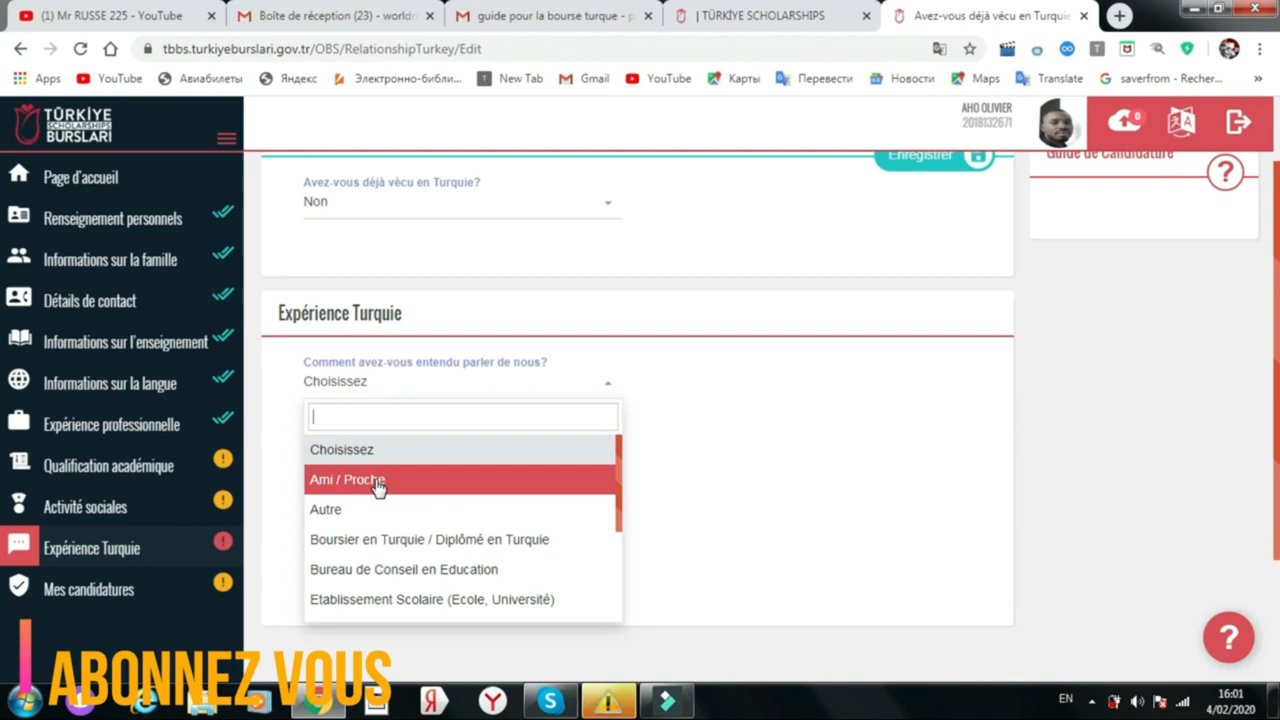 (1) Mr RUSSE 225 - YouTube
Boîte de réception (23) - world
guide pour la bourse turque - p
| TÜRKİYE SCHOLARSHIPS
Avez-vous déjà vécu en Turquie
tbbs.turkiyeburslari.gov.tr/OBS/RelationshipTurkey/Edit
Apps
YouTube
Авиабилеты
Яндекс
Электронно-библи...
New Tab
Gmail
YouTube
Карты
Перевести
Новости
Maps
Translate
saverfrom - Recher...
»
TÜRKİYE
SCHOLARSHIPS
BURSLARI
AHO OLIVIER
2018132671
0
Page d'accueil
Renseignement personnels
Informations sur la famille
Détails de contact
Informations sur l'enseignement
Informations sur la langue
Expérience professionnelle
Qualification académique
Activité sociales
Expérience Turquie
Mes candidatures
Enregistrer
Avez-vous déjà vécu en Turquie?
Non
Guide de Candidature
?
Expérience Turquie
Comment avez-vous entendu parler de nous?
Choisissez
Choisissez
Ami / Proche
Autre
Boursier en Turquie / Diplômé en Turquie
Bureau de Conseil en Education
Etablissement Scolaire (Ecole, Université)
?
ABONNEZ VOUS
EN
16:01
4/02/2020